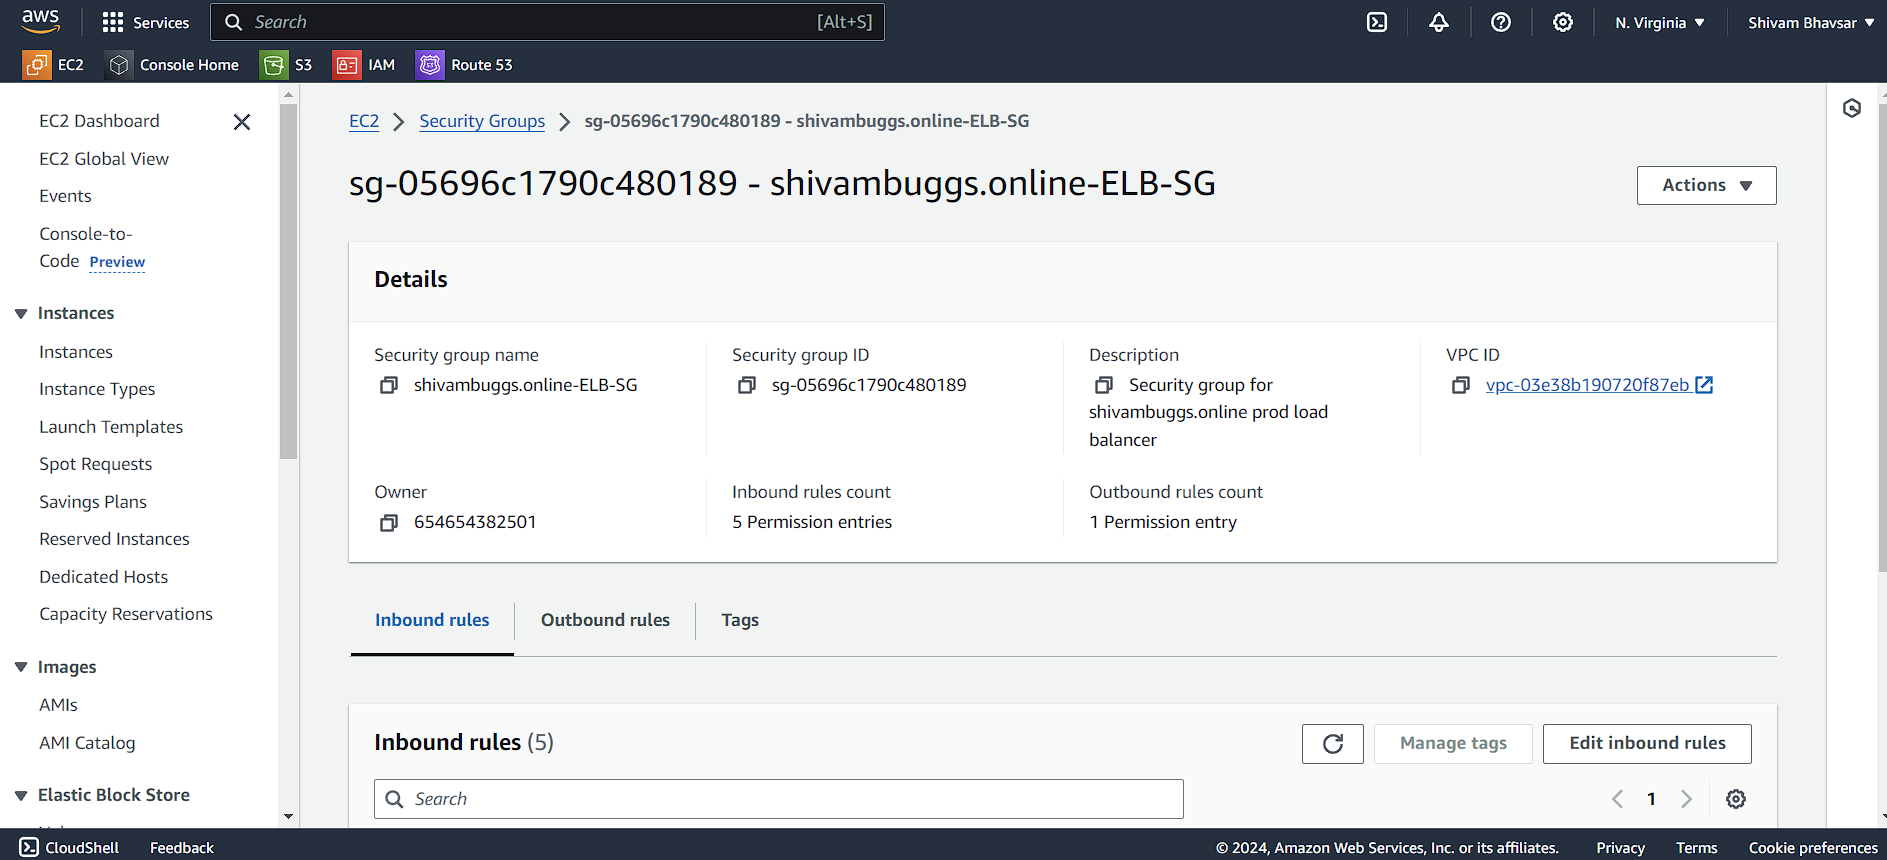 aws
Services
Search
[Alt+S]
N. Virginia
Shivam Bhavsar
EC2
Console Home
S3
IAM
Route 53
EC2 Dashboard
EC2 Global View
Events
Console-to-
Code Preview
Instances
Instances
Instance Types
Launch Templates
Spot Requests
Savings Plans
Reserved Instances
Dedicated Hosts
Capacity Reservations
Images
AMIs
AMI Catalog
Elastic Block Store
EC2 > Security Groups > sg-05696c1790c480189 - shivambuggs.online-ELB-SG
sg-05696c1790c480189 - shivambuggs.online-ELB-SG
Actions
Details
Security group name
shivambuggs.online-ELB-SG
Security group ID
sg-05696c1790c480189
Description
Security group for
shivambuggs.online prod load
balancer
VPC ID
vpc-03e38b190720f87eb
Owner
654654382501
Inbound rules count
5 Permission entries
Outbound rules count
1 Permission entry
Inbound rules
Outbound rules
Tags
Inbound rules (5)
Manage tags
Edit inbound rules
Search
1
CloudShell
Feedback
© 2024, Amazon Web Services, Inc. or its affiliates.
Privacy
Terms
Cookie preferences